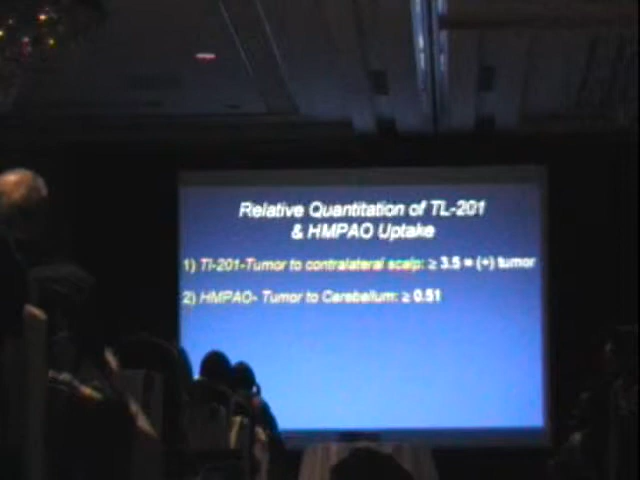 Relative Quantitation of TL-201
& HMPAO Uptake
1) Tl-201-Tumor to contralateral scalp: ≥ 3.5 = (+) tumor
2) HMPAO- Tumor to Cerebellum: ≥ 0.51